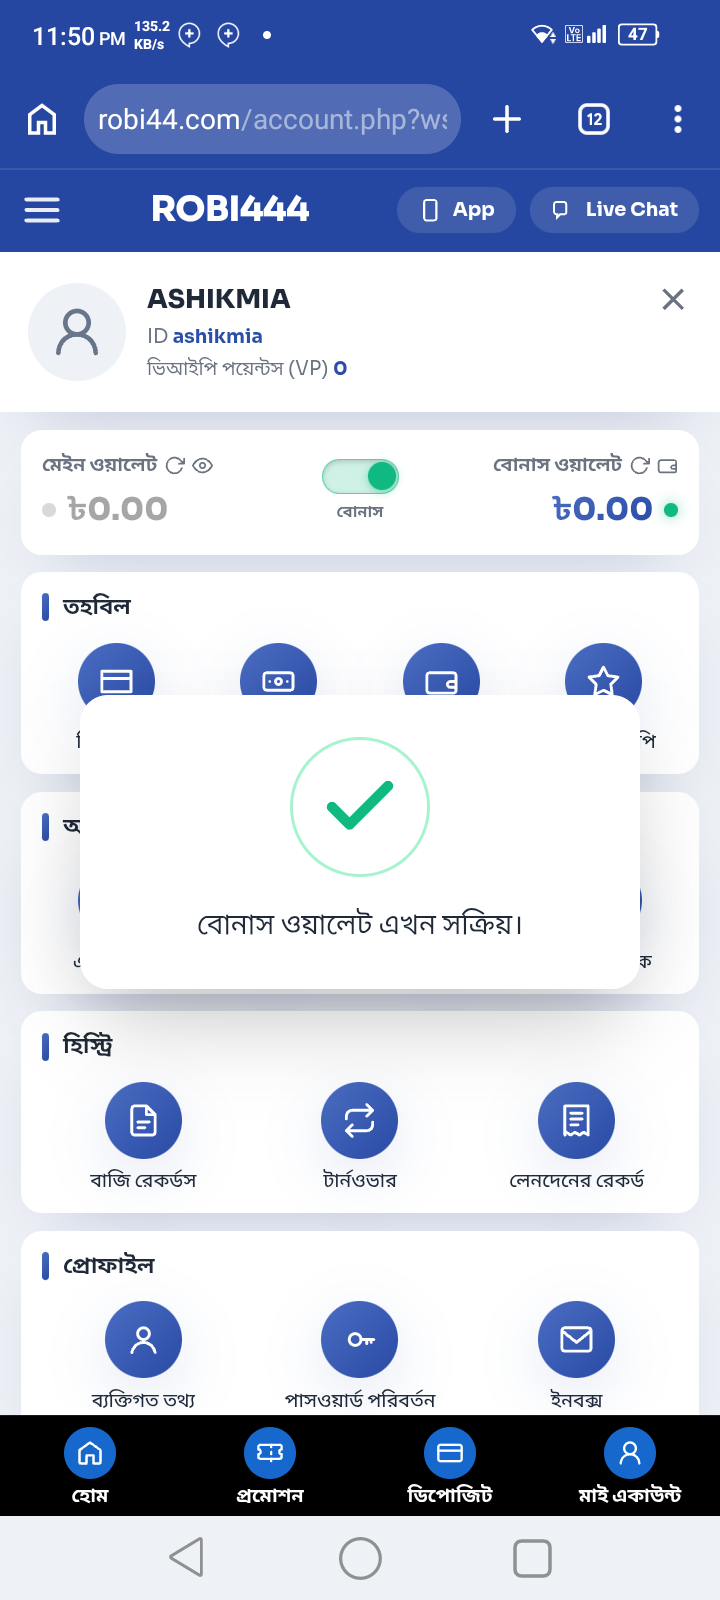 11:50 PM 135.2 KB/s Vo LTE 47
robi44.com/account.php?ws 12
ROBI444 App Live Chat
ASHIKMIA
ID ashikmia
ভিআইপি পয়েন্টস (VP) 0
মেইন ওয়ালেট বোনাস ওয়ালেট
৳0.00 ৳0.00
বোনাস
তহবিল
বোনাস ওয়ালেট এখন সক্রিয়।
হিস্ট্রি
বাজি রেকর্ডস টার্নওভার লেনদেনের রেকর্ড
প্রোফাইল
ব্যক্তিগত তথ্য পাসওয়ার্ড পরিবর্তন ইনবক্স
হোম প্রমোশন ডিপোজিট মাই একাউন্ট